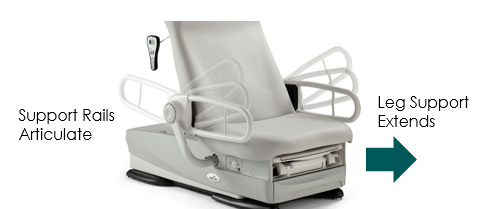 Support Rails
Articulate
Leg Support
Extends